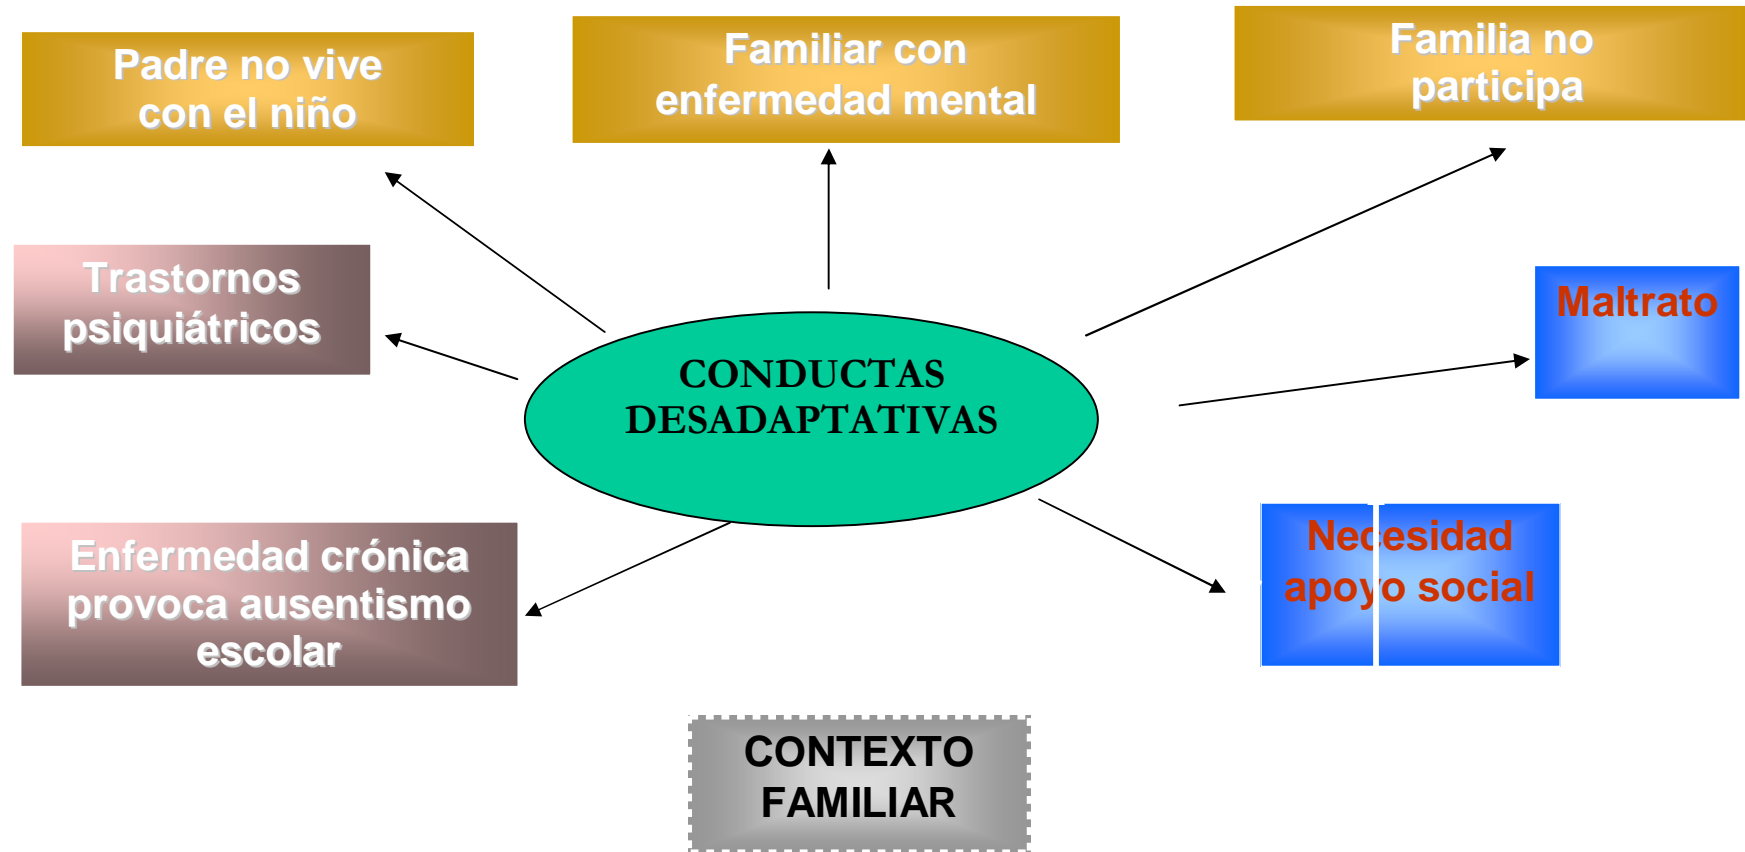 Padre no vive
con el niño
Familiar con
enfermedad mental
Familia no
participa
Trastornos
psiquiátricos
Maltrato
CONDUCTAS
DESADAPTATIVAS
Enfermedad crónica
provoca ausentismo
escolar
Necesidad
apoyo social
CONTEXTO
FAMILIAR